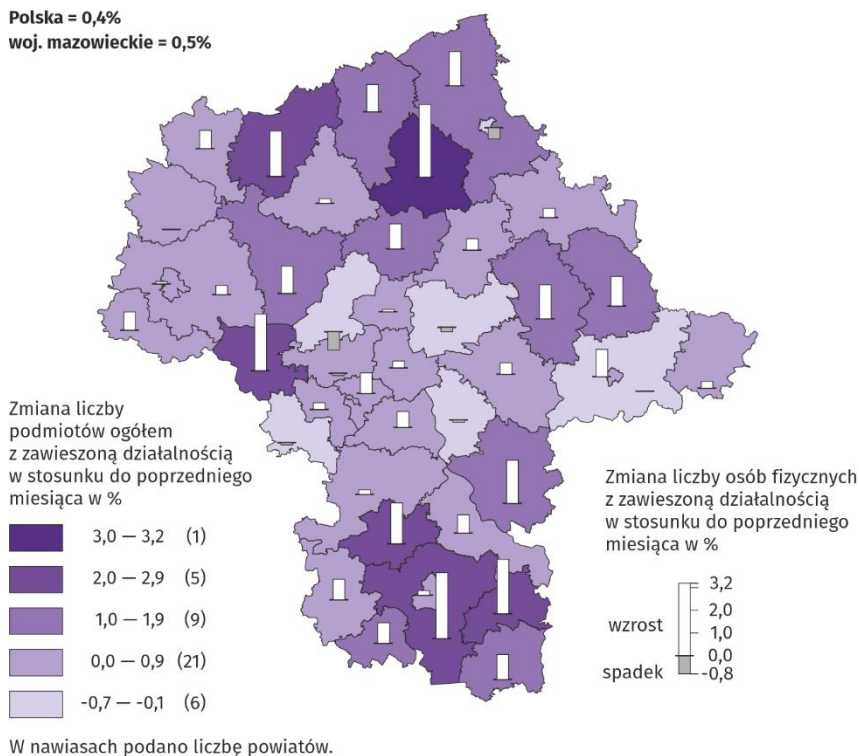 Polska = 0,4%
woj. mazowieckie = 0,5%
Zmiana liczby
podmiotów ogółem
z zawieszoną działalnością
w stosunku do poprzedniego
miesiąca w %
3,0 — 3,2 (1)
2,0 — 2,9 (5)
1,0 — 1,9 (9)
0,0 — 0,9 (21)
-0,7 — -0,1 (6)
W nawiasach podano liczbę powiatów.
Zmiana liczby osób fizycznych
z zawieszoną działalnością
w stosunku do poprzedniego
miesiąca w %
3,2
2,0
wzrost 1,0
0,0
spadek -0,8